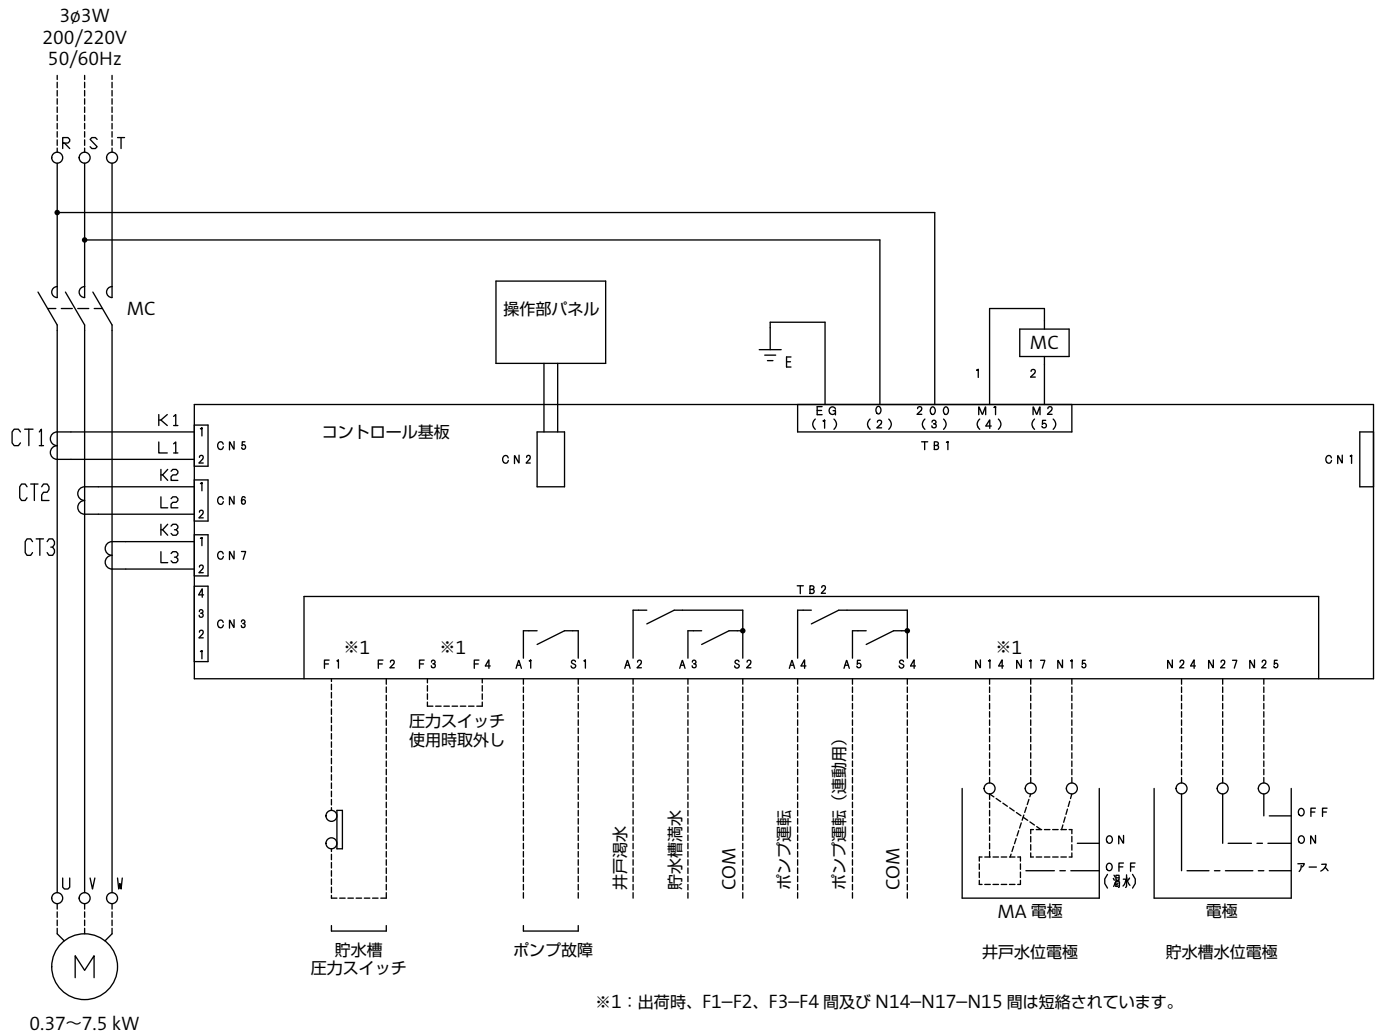 3ø3W
200/220V
50/60Hz
R S T
MC
操作部パネル
E
1
2
MC
コントロール基板
EG 0 200 M1 M2
(1) (2) (3) (4) (5)
TB1
CN2
CN1
CT1
K1
L1
1
2
CN5
CT2
K2
L2
1
2
CN6
CT3
K3
L3
1
2
CN7
4
3
2
1
CN3
TB2
※1 ※1 ※1
F1 F2 F3 F4 A1 S1 A2 A3 S2 A4 A5 S4 N14 N17 N15 N24 N27 N25
圧力スイッチ
使用時取外し
井戸渇水
貯水槽満水
COM
ポンプ運転
ポンプ運転（連動用）
COM
ON
OFF
(渇水)
OFF
ON
アース
U V W
MA 電極
電極
貯水槽
圧力スイッチ
ポンプ故障
井戸水位電極
貯水槽水位電極
M
0.37～7.5 kW
※1：出荷時、F1−F2、F3−F4 間及び N14−N17−N15 間は短絡されています。